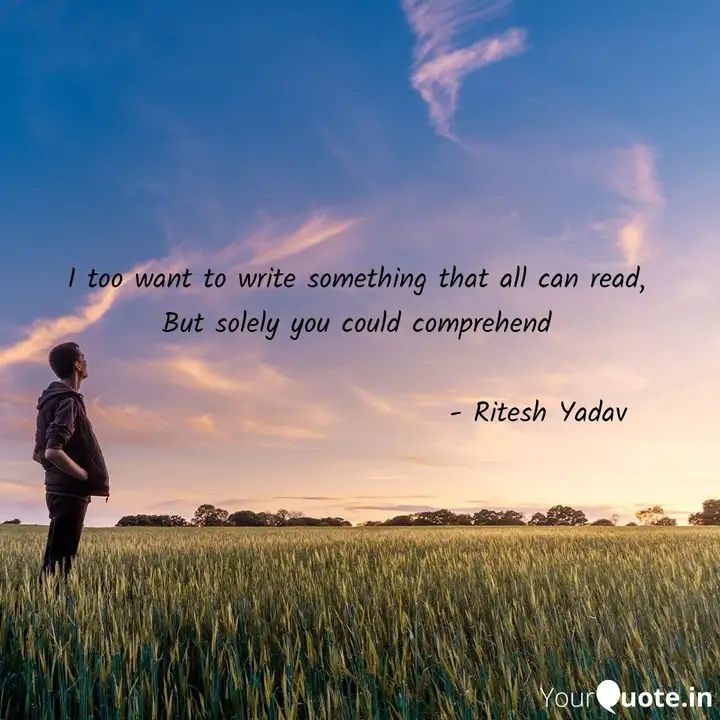 I too want to write something that all can read,
But solely you could comprehend
- Ritesh Yadav
YourQuote.in